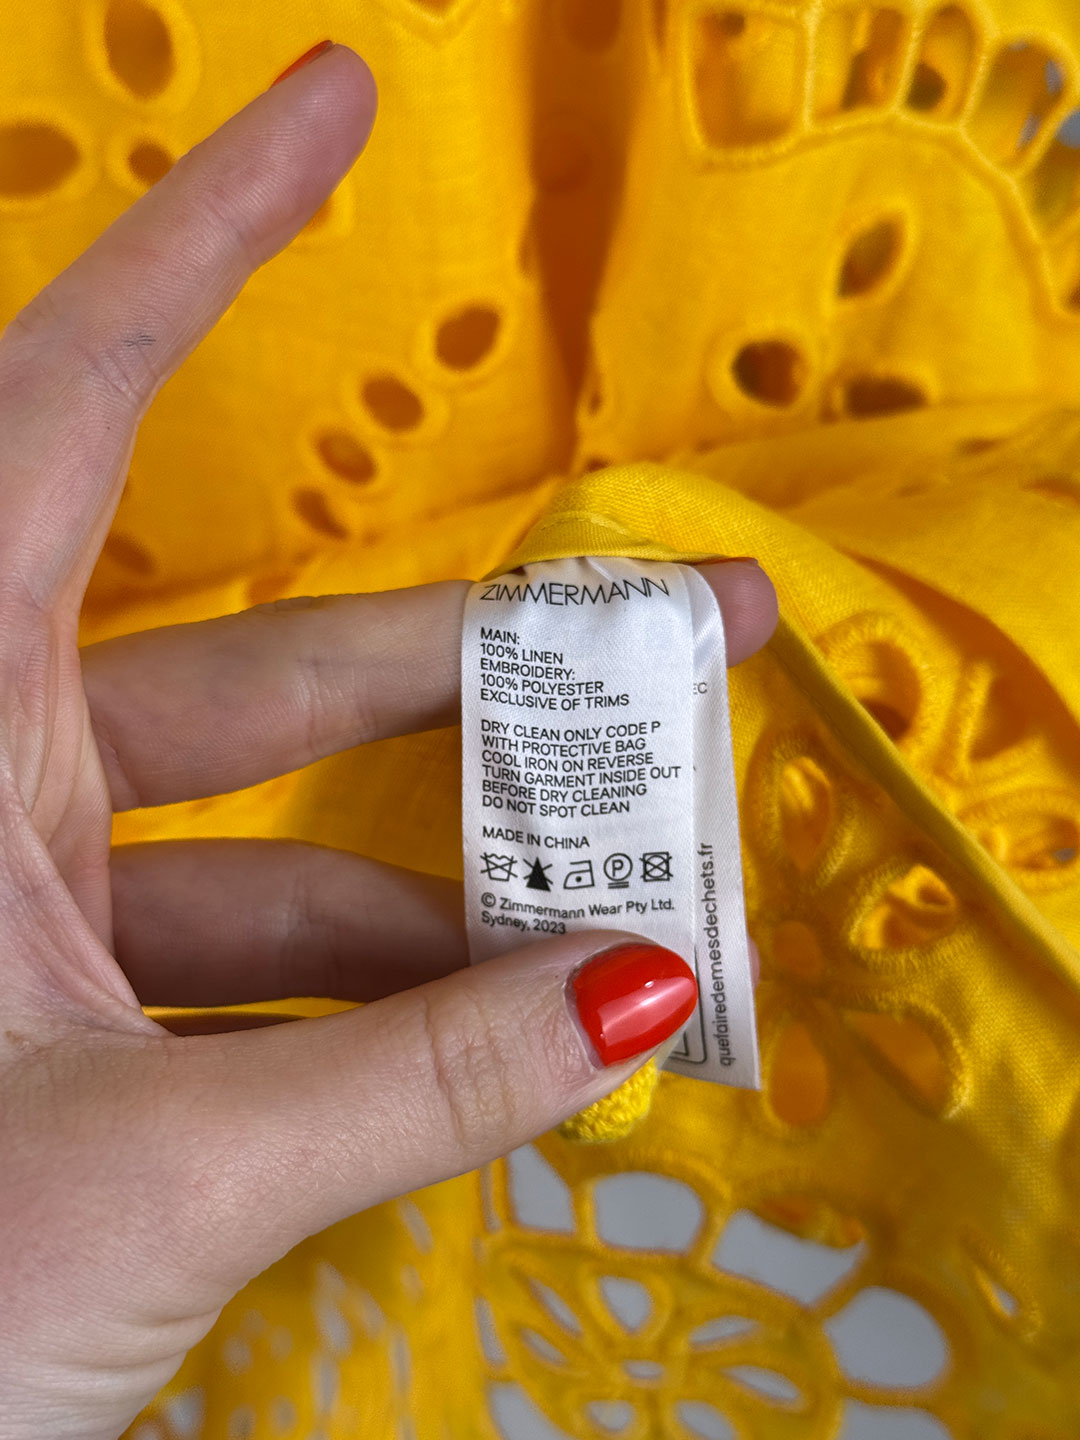 ZIMMERMANN
MAIN:
100% LINEN
EMBROIDERY:
100% POLYESTER
EXCLUSIVE OF TRIMS
DRY CLEAN ONLY CODE P
WITH PROTECTIVE BAG
COOL IRON ON REVERSE
TURN GARMENT INSIDE OUT
BEFORE DRY CLEANING
DO NOT SPOT CLEAN
MADE IN CHINA
P
© Zimmermann Wear Pty Ltd.
Sydney, 2023
EC
quefairedemesdechets.fr